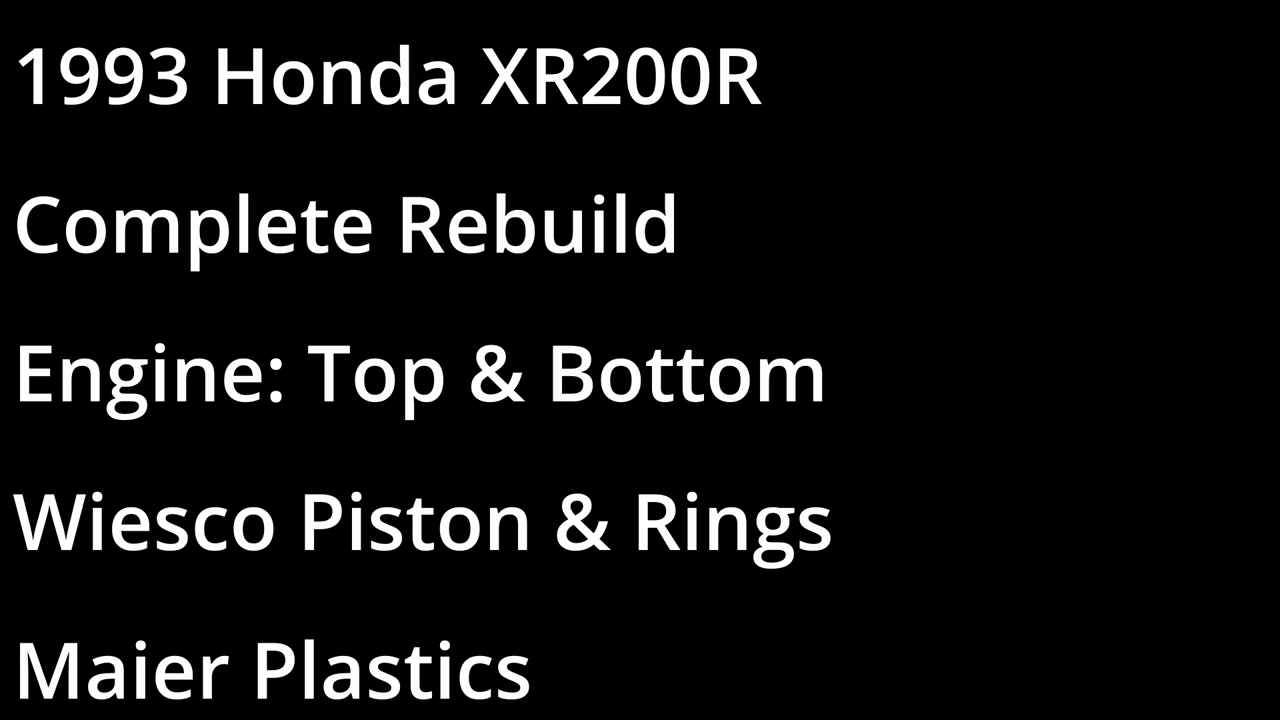 1993 Honda XR200R
Complete Rebuild
Engine: Top & Bottom
Wiesco Piston & Rings
Maier Plastics